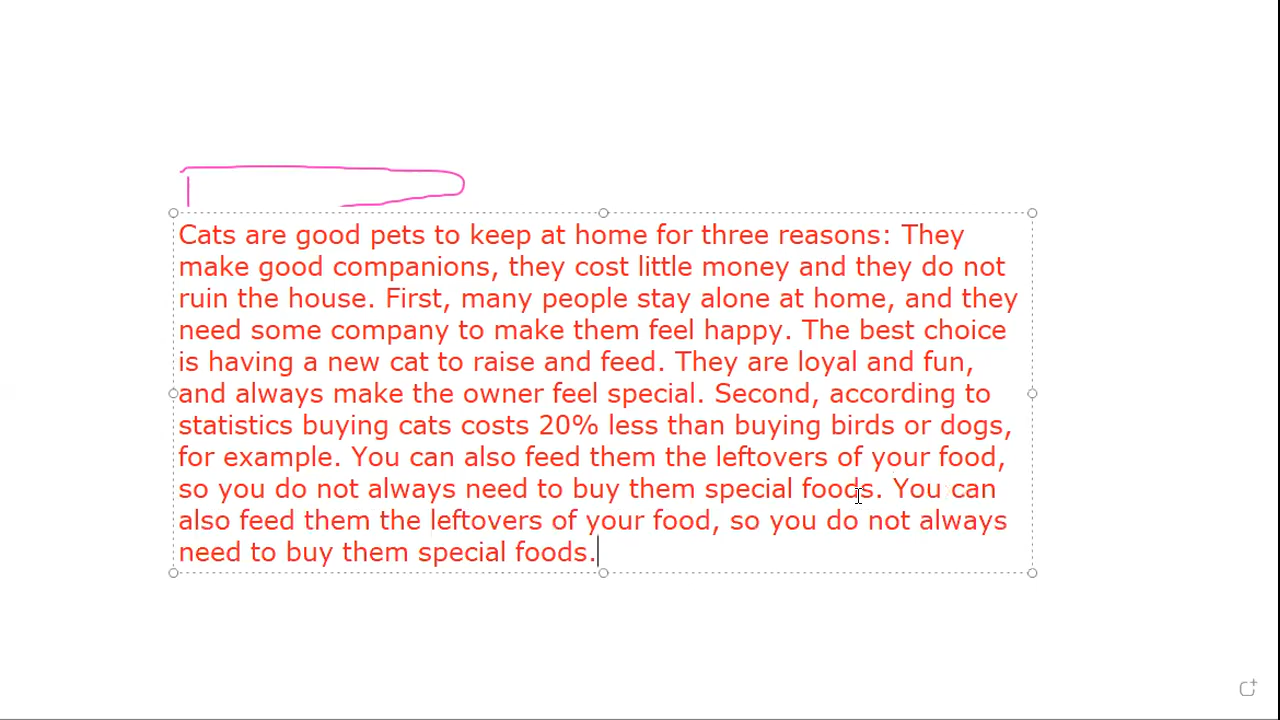 Cats are good pets to keep at home for three reasons: They
make good companions, they cost little money and they do not
ruin the house. First, many people stay alone at home, and they
need some company to make them feel happy. The best choice
is having a new cat to raise and feed. They are loyal and fun,
and always make the owner feel special. Second, according to
statistics buying cats costs 20% less than buying birds or dogs,
for example. You can also feed them the leftovers of your food,
so you do not always need to buy them special foods. You can
also feed them the leftovers of your food, so you do not always
need to buy them special foods.